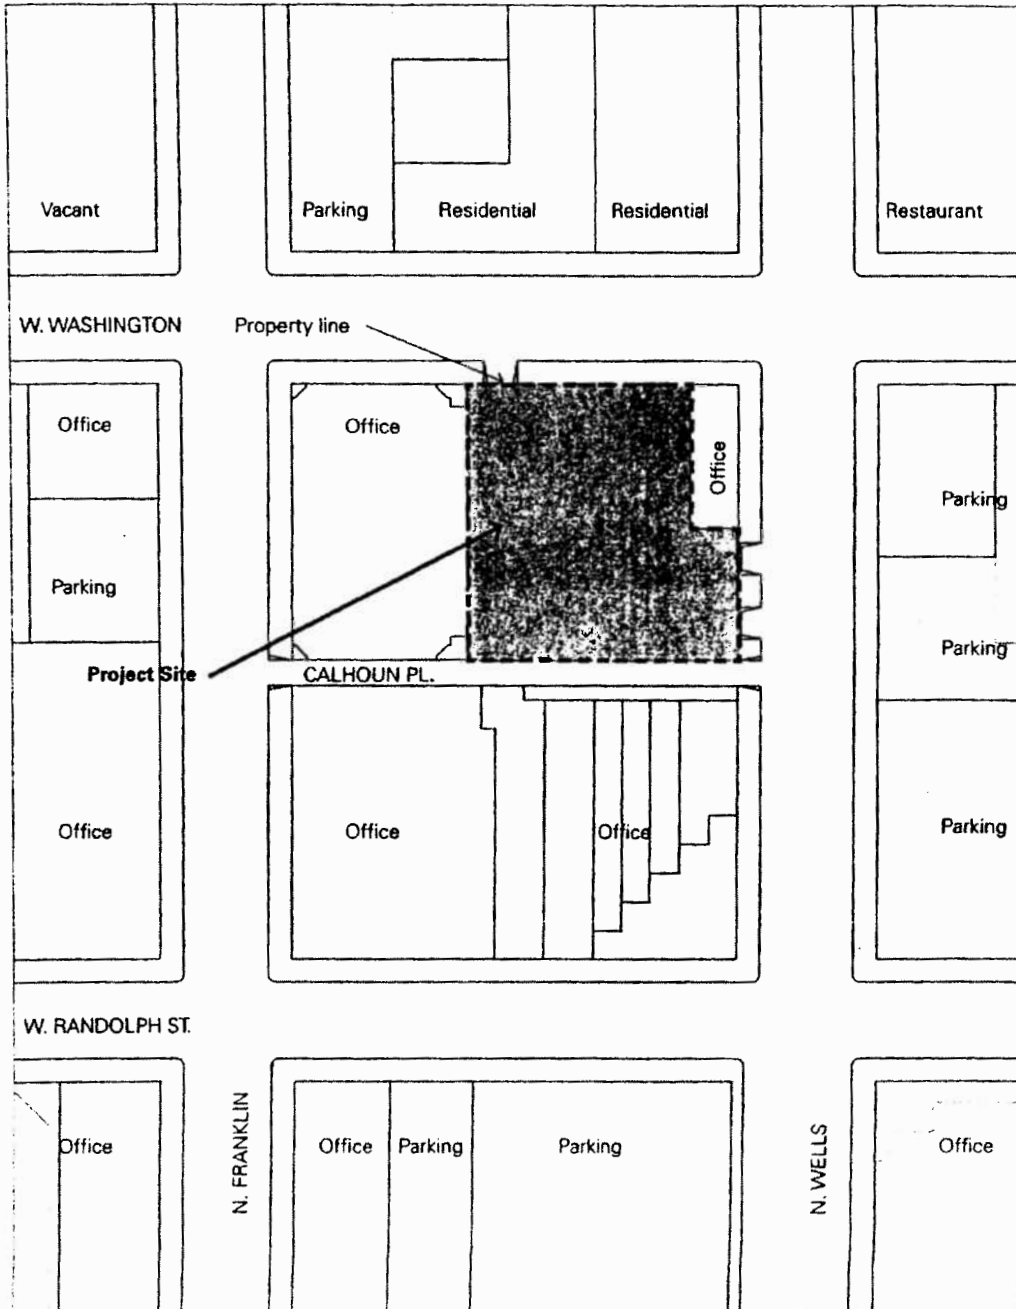 Vacant
Parking
Residential
Residential
Restaurant
W. WASHINGTON
Property line
Office
Office
Office
Parking
Parking
Project Site
CALHOUN PL.
Parking
Office
Office
Office
Parking
W. RANDOLPH ST.
N. FRANKLIN
N. WELLS
Office
Office
Parking
Parking
Office